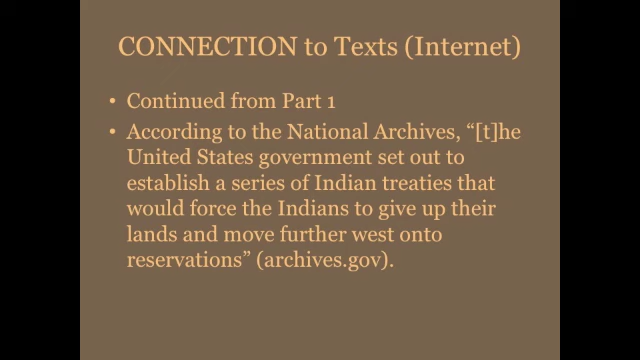 CONNECTION to Texts (Internet)
• Continued from Part 1
• According to the National Archives, “[t]he
United States government set out to
establish a series of Indian treaties that
would force the Indians to give up their
lands and move further west onto
reservations” (archives.gov).